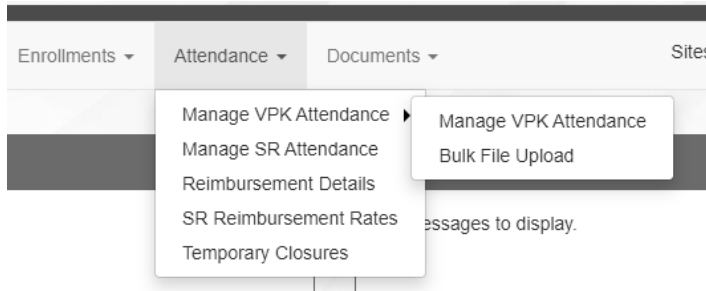 Enrollments Attendance Documents Sites
Manage VPK Attendance
Manage SR Attendance
Reimbursement Details
SR Reimbursement Rates
Temporary Closures
Manage VPK Attendance
Bulk File Upload
to display.